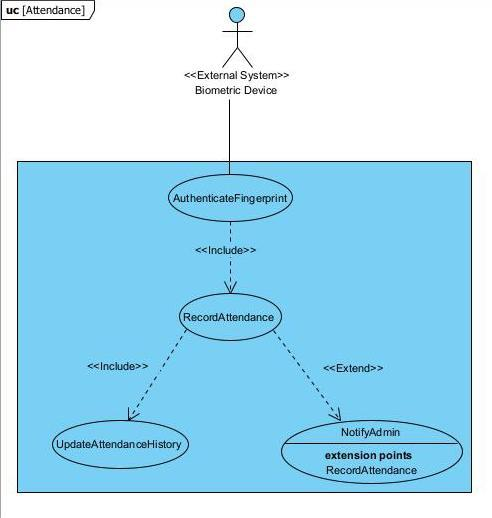 uc [Attendance]
<<External System>>
Biometric Device
AuthenticateFingerprint
<<Include>>
RecordAttendance
<<Include>>
<<Extend>>
UpdateAttendanceHistory
NotifyAdmin
extension points
RecordAttendance